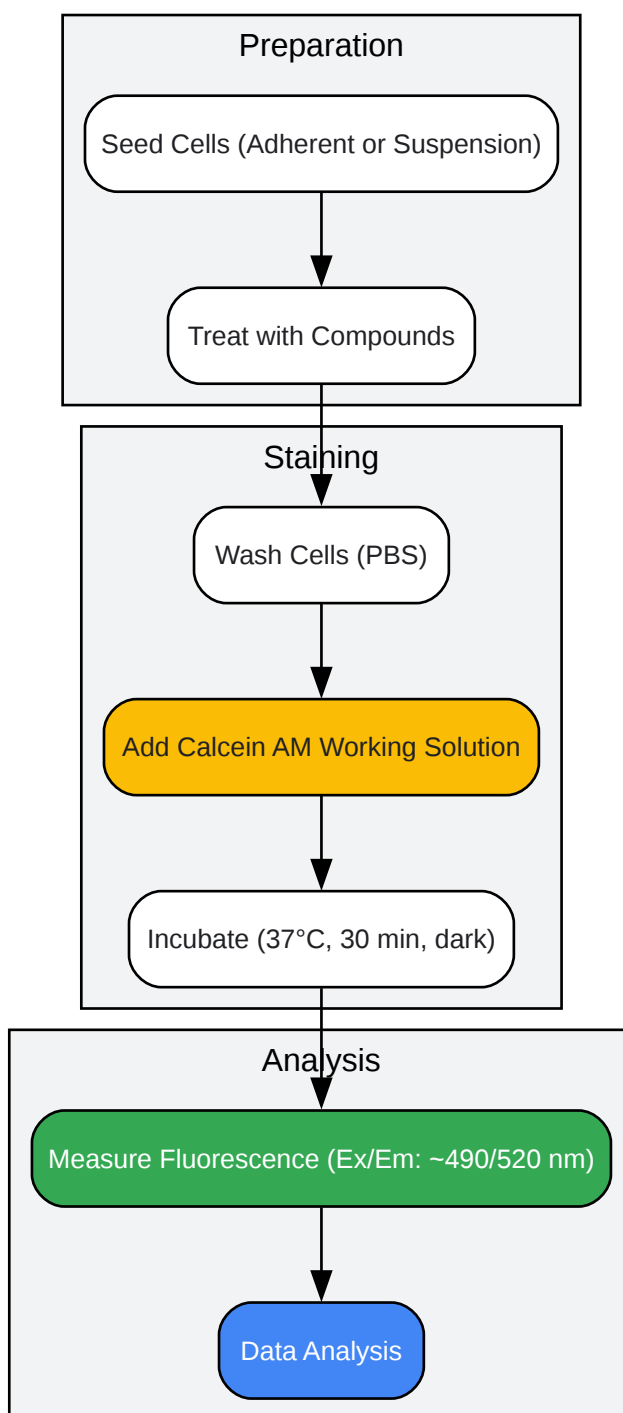 Preparation
Seed Cells (Adherent or Suspension)
Treat with Compounds
Staining
Wash Cells (PBS)
Add Calcein AM Working Solution
Incubate (37°C, 30 min, dark)
Analysis
Measure Fluorescence (Ex/Em: ~490/520 nm)
Data Analysis